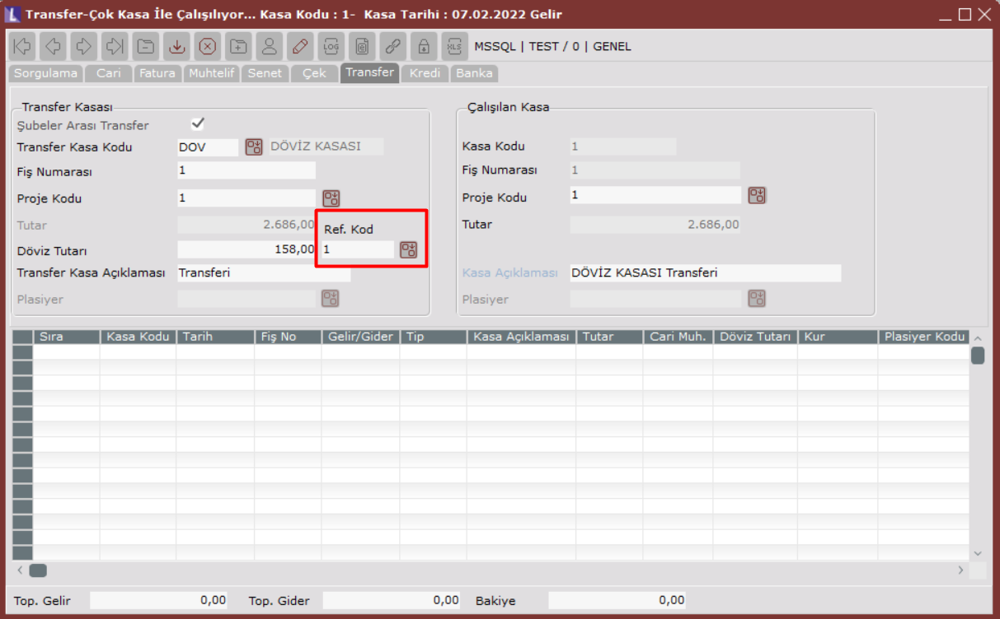 Transfer-Çok Kasa İle Çalışılıyor... Kasa Kodu : 1- Kasa Tarihi : 07.02.2022 Gelir
LOG XLS MSSQL | TEST / 0 | GENEL
Sorgulama Cari Fatura Muhtelif Senet Çek Transfer Kredi Banka
Transfer Kasası
Şubeler Arası Transfer
Transfer Kasa Kodu DOV DÖVİZ KASASI
Fiş Numarası 1
Proje Kodu 1
Tutar 2.686,00
Ref. Kod
Döviz Tutarı 158,00 1
Transfer Kasa Açıklaması Transferi
Plasiyer
Çalışılan Kasa
Kasa Kodu 1
Fiş Numarası 1
Proje Kodu 1
Tutar 2.686,00
Kasa Açıklaması DÖVİZ KASASI Transferi
Plasiyer
Sıra Kasa Kodu Tarih Fiş No Gelir/Gider Tip Kasa Açıklaması Tutar Cari Muh. Döviz Tutarı Kur Plasiyer Kodu
Top. Gelir 0,00 Top. Gider 0,00 Bakiye 0,00